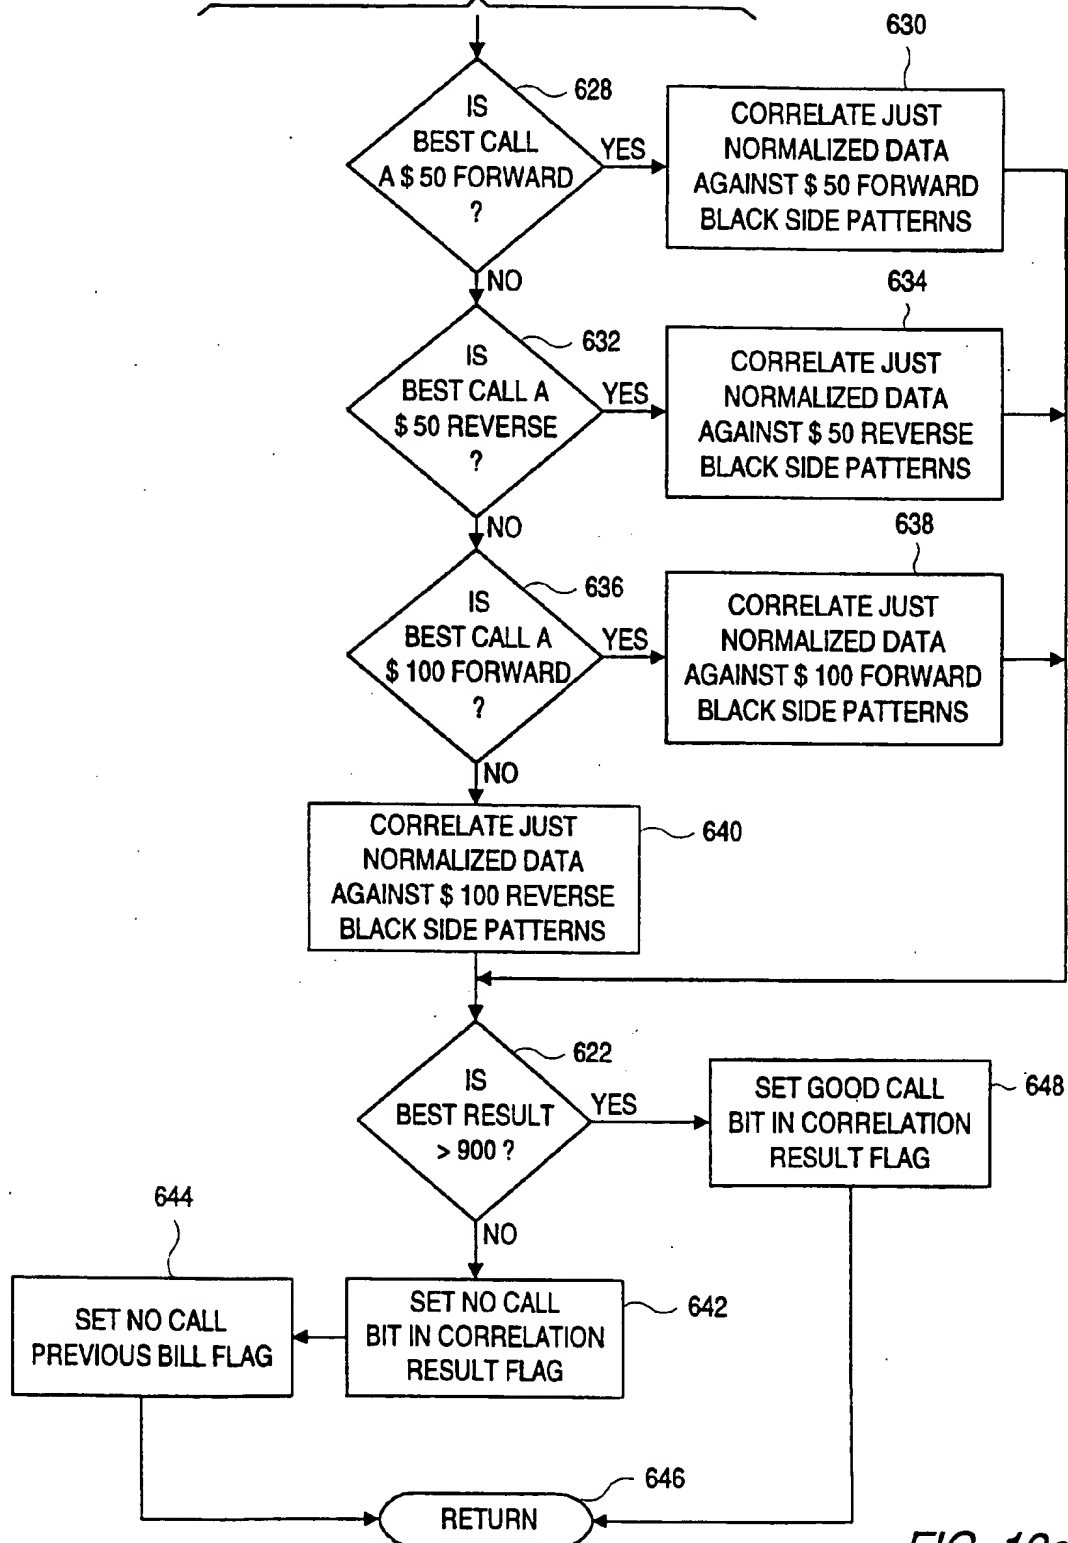 630
628
IS
BEST CALL
A $ 50 FORWARD
?
YES
CORRELATE JUST
NORMALIZED DATA
AGAINST $ 50 FORWARD
BLACK SIDE PATTERNS
NO
634
632
IS
BEST CALL A
$ 50 REVERSE
?
YES
CORRELATE JUST
NORMALIZED DATA
AGAINST $ 50 REVERSE
BLACK SIDE PATTERNS
NO
638
636
IS
BEST CALL A
$ 100 FORWARD
?
YES
CORRELATE JUST
NORMALIZED DATA
AGAINST $ 100 FORWARD
BLACK SIDE PATTERNS
NO
CORRELATE JUST
NORMALIZED DATA
AGAINST $ 100 REVERSE
BLACK SIDE PATTERNS
640
622
IS
BEST RESULT
> 900 ?
YES
SET GOOD CALL
BIT IN CORRELATION
RESULT FLAG
648
NO
644
SET NO CALL
PREVIOUS BILL FLAG
SET NO CALL
BIT IN CORRELATION
RESULT FLAG
642
646
RETURN